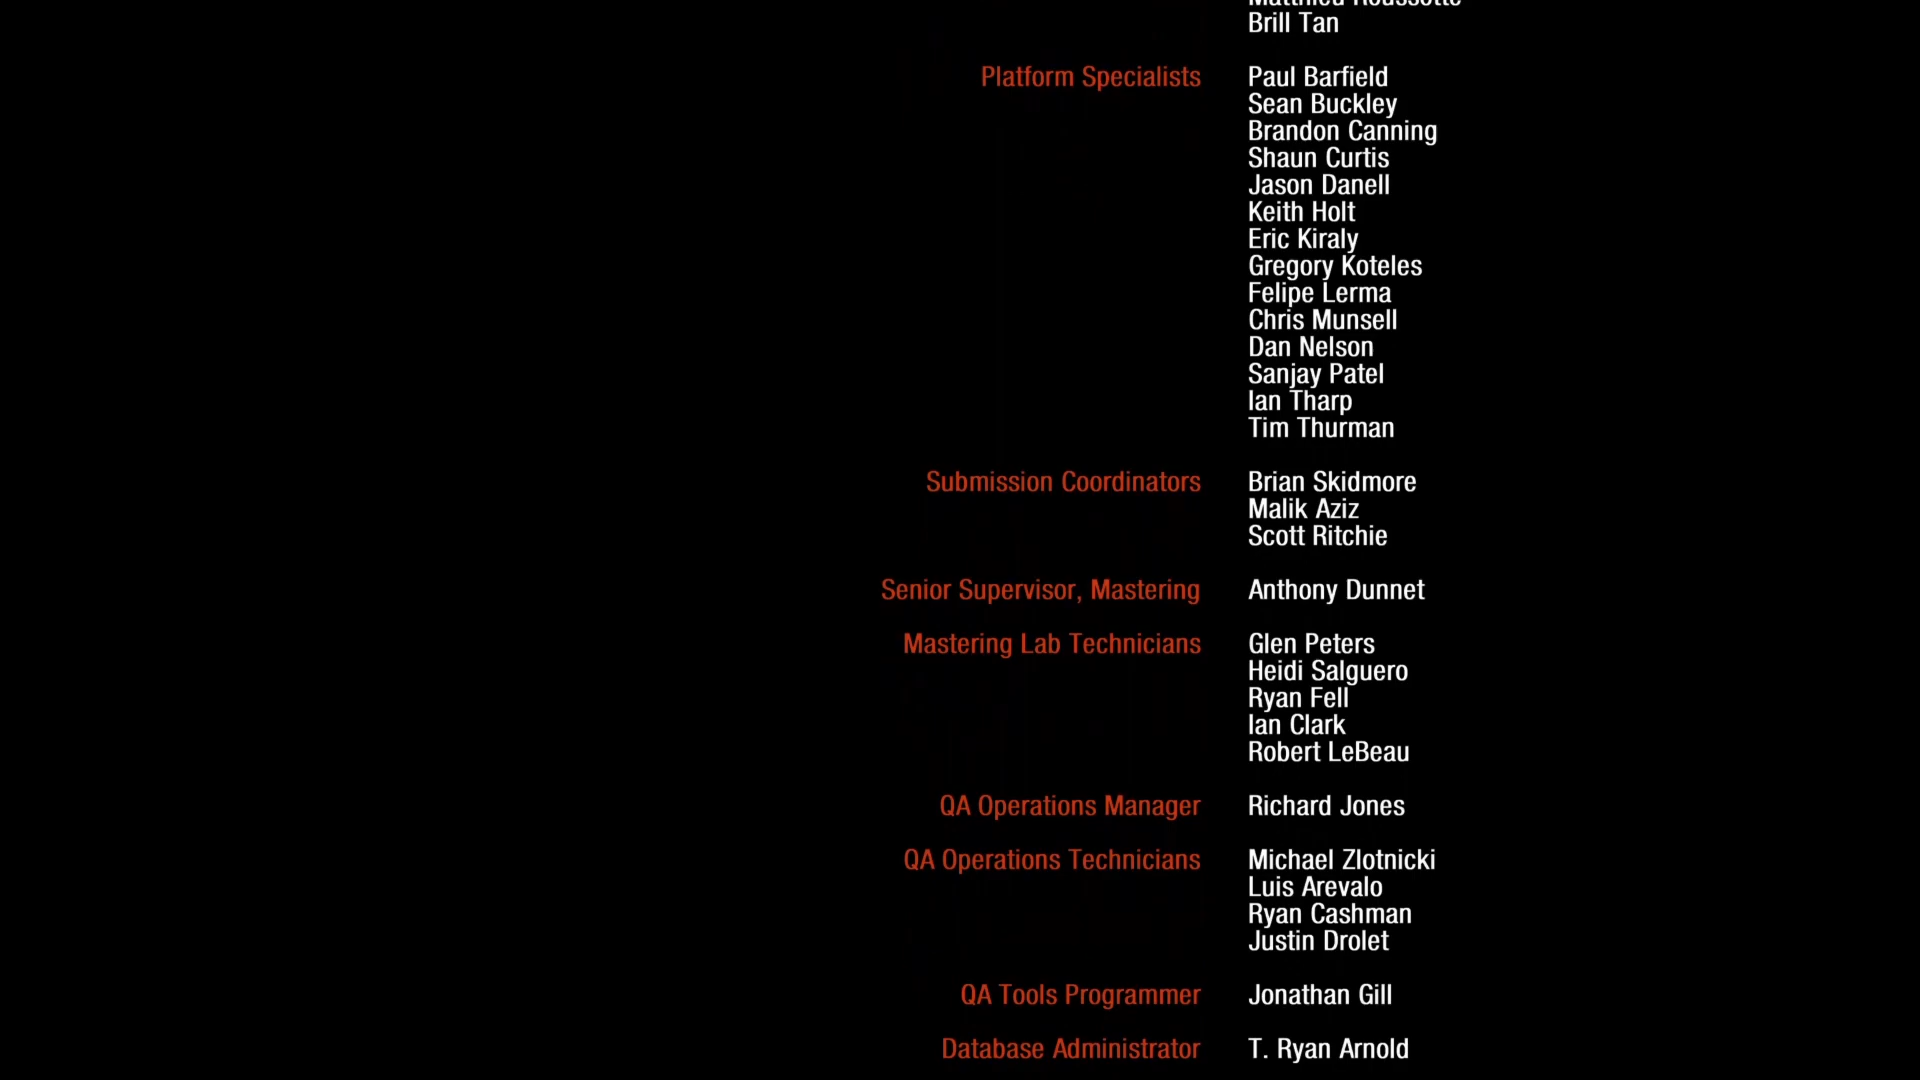 Brill Tan
Platform Specialists Paul Barfield
Sean Buckley
Brandon Canning
Shaun Curtis
Jason Danell
Keith Holt
Eric Kiraly
Gregory Koteles
Felipe Lerma
Chris Munsell
Dan Nelson
Sanjay Patel
Ian Tharp
Tim Thurman
Submission Coordinators Brian Skidmore
Malik Aziz
Scott Ritchie
Senior Supervisor, Mastering Anthony Dunnet
Mastering Lab Technicians Glen Peters
Heidi Salguero
Ryan Fell
Ian Clark
Robert LeBeau
QA Operations Manager Richard Jones
QA Operations Technicians Michael Zlotnicki
Luis Arevalo
Ryan Cashman
Justin Drolet
QA Tools Programmer Jonathan Gill
Database Administrator T. Ryan Arnold